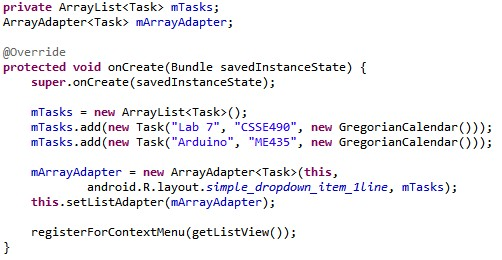 private ArrayList<Task> mTasks;
ArrayAdapter<Task> mArrayAdapter;
@Override
protected void onCreate(Bundle savedInstanceState) {
super.onCreate(savedInstanceState);
mTasks = new ArrayList<Task>();
mTasks.add(new Task("Lab 7", "CSSE490", new GregorianCalendar()));
mTasks.add(new Task("Arduino", "ME435", new GregorianCalendar()));
mArrayAdapter = new ArrayAdapter<Task>(this,
android.R.layout.simple_dropdown_item_1line, mTasks);
this.setListAdapter(mArrayAdapter);
registerForContextMenu(getListView());
}